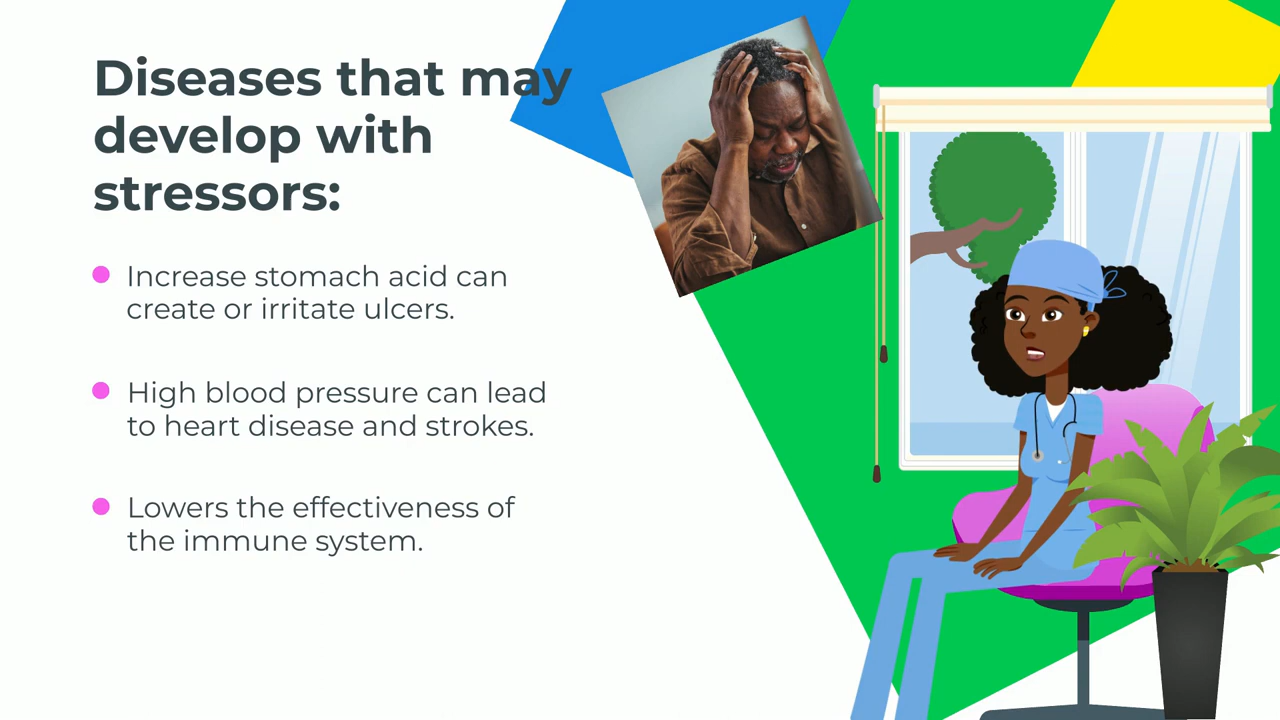 Diseases that may
develop with
stressors:
Increase stomach acid can
create or irritate ulcers.
High blood pressure can lead
to heart disease and strokes.
Lowers the effectiveness of
the immune system.